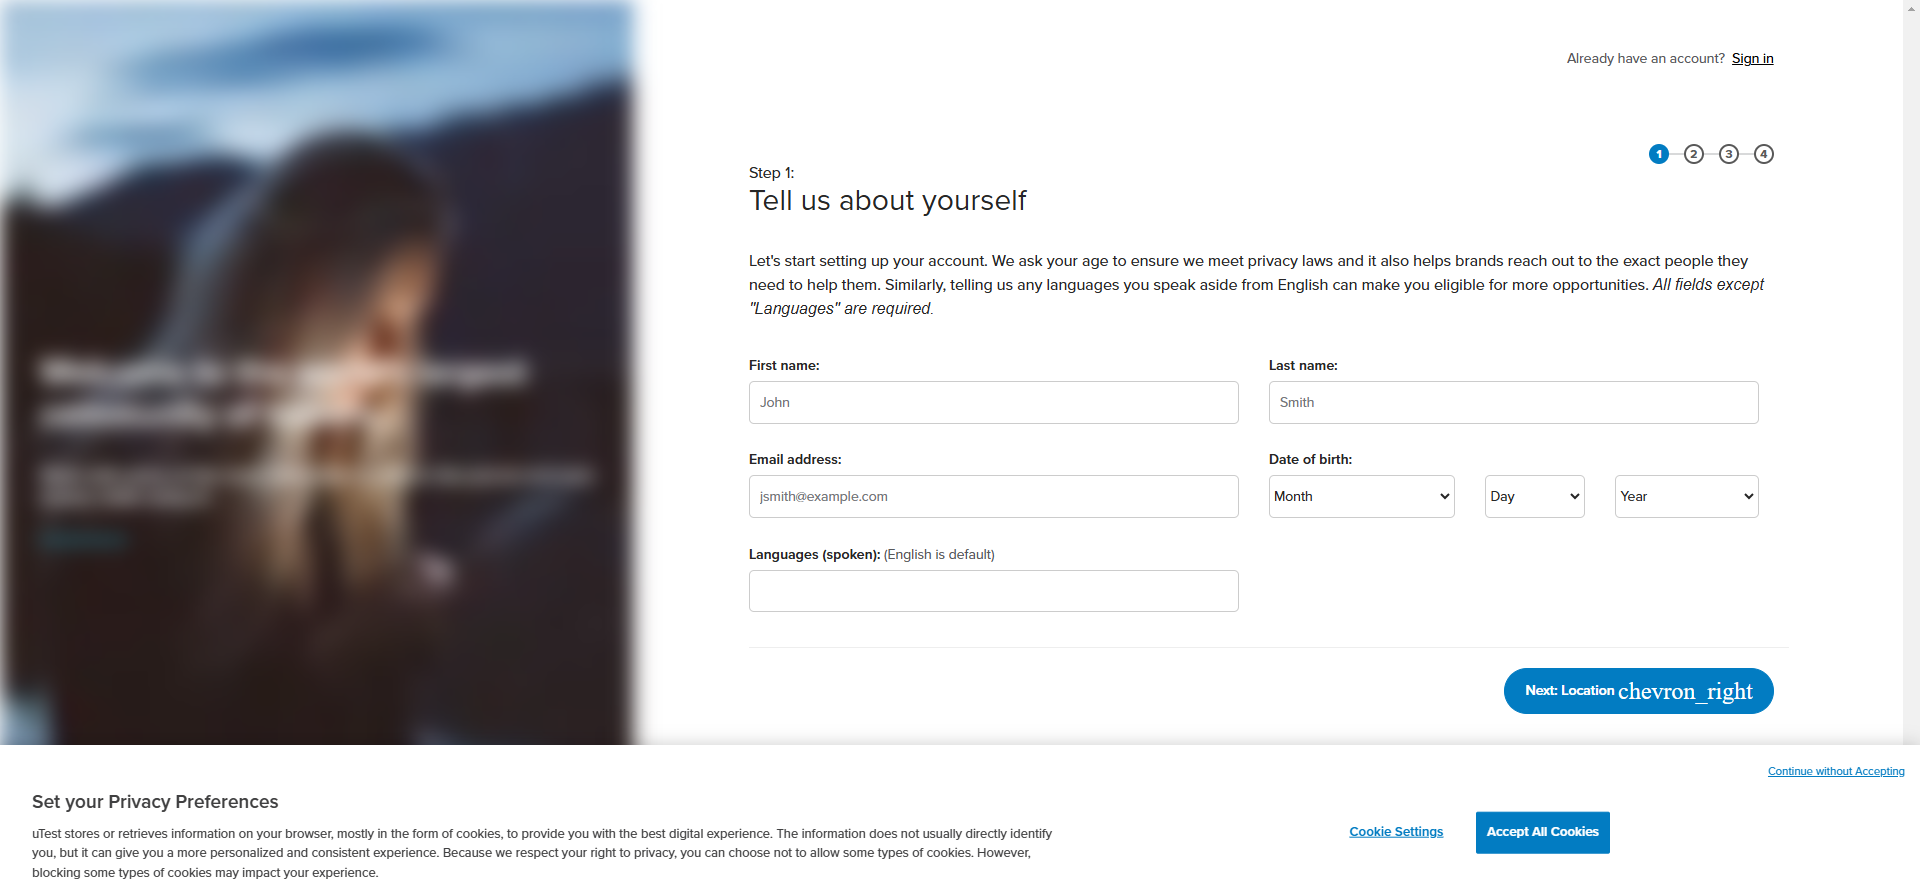 Already have an account? Sign in
1 2 3 4
Step 1:
Tell us about yourself
Let's start setting up your account. We ask your age to ensure we meet privacy laws and it also helps brands reach out to the exact people they
need to help them. Similarly, telling us any languages you speak aside from English can make you eligible for more opportunities. All fields except
"Languages" are required.
First name:
Last name:
John
Smith
Email address:
Date of birth:
jsmith@example.com
Month
Day
Year
Languages (spoken): (English is default)
Next: Location chevron_right
Continue without Accepting
Set your Privacy Preferences
uTest stores or retrieves information on your browser, mostly in the form of cookies, to provide you with the best digital experience. The information does not usually directly identify
you, but it can give you a more personalized and consistent experience. Because we respect your right to privacy, you can choose not to allow some types of cookies. However,
blocking some types of cookies may impact your experience.
Cookie Settings
Accept All Cookies